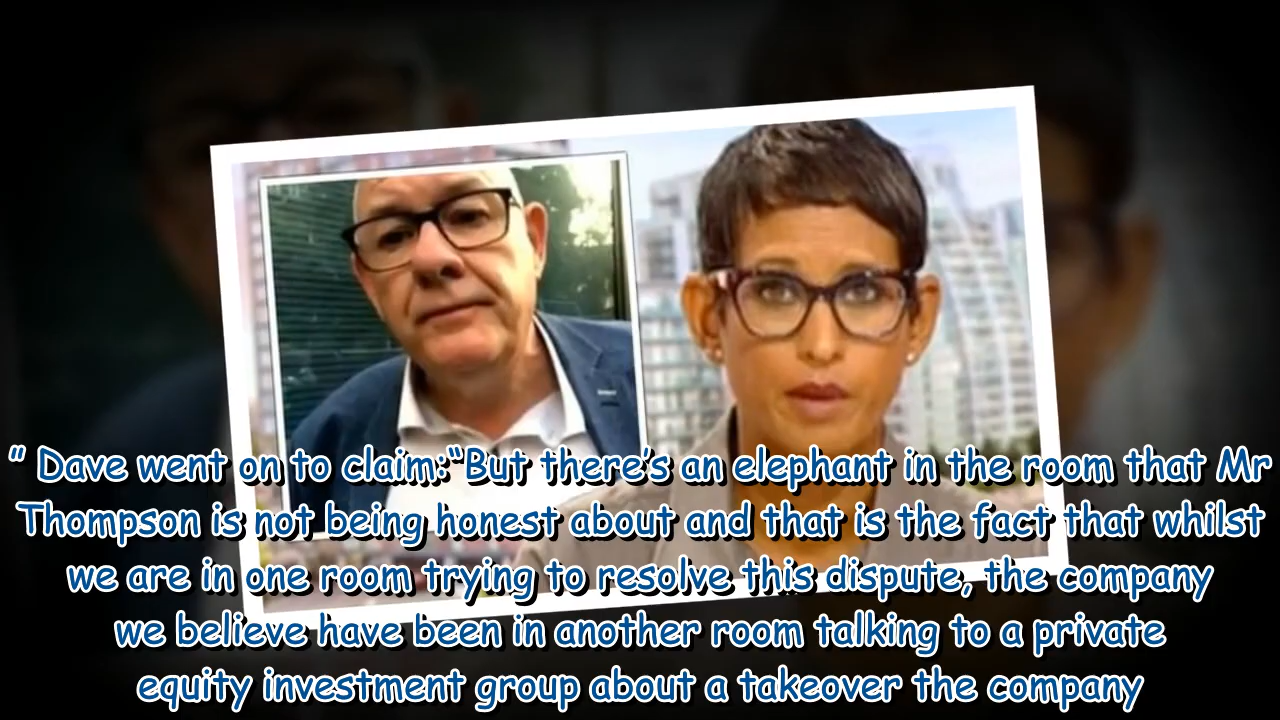 ” Dave went on to claim:“But there’s an elephant in the room that Mr
Thompson is not being honest about and that is the fact that whilst
we are in one room trying to resolve this dispute, the company
we believe have been in another room talking to a private
equity investment group about a takeover the company